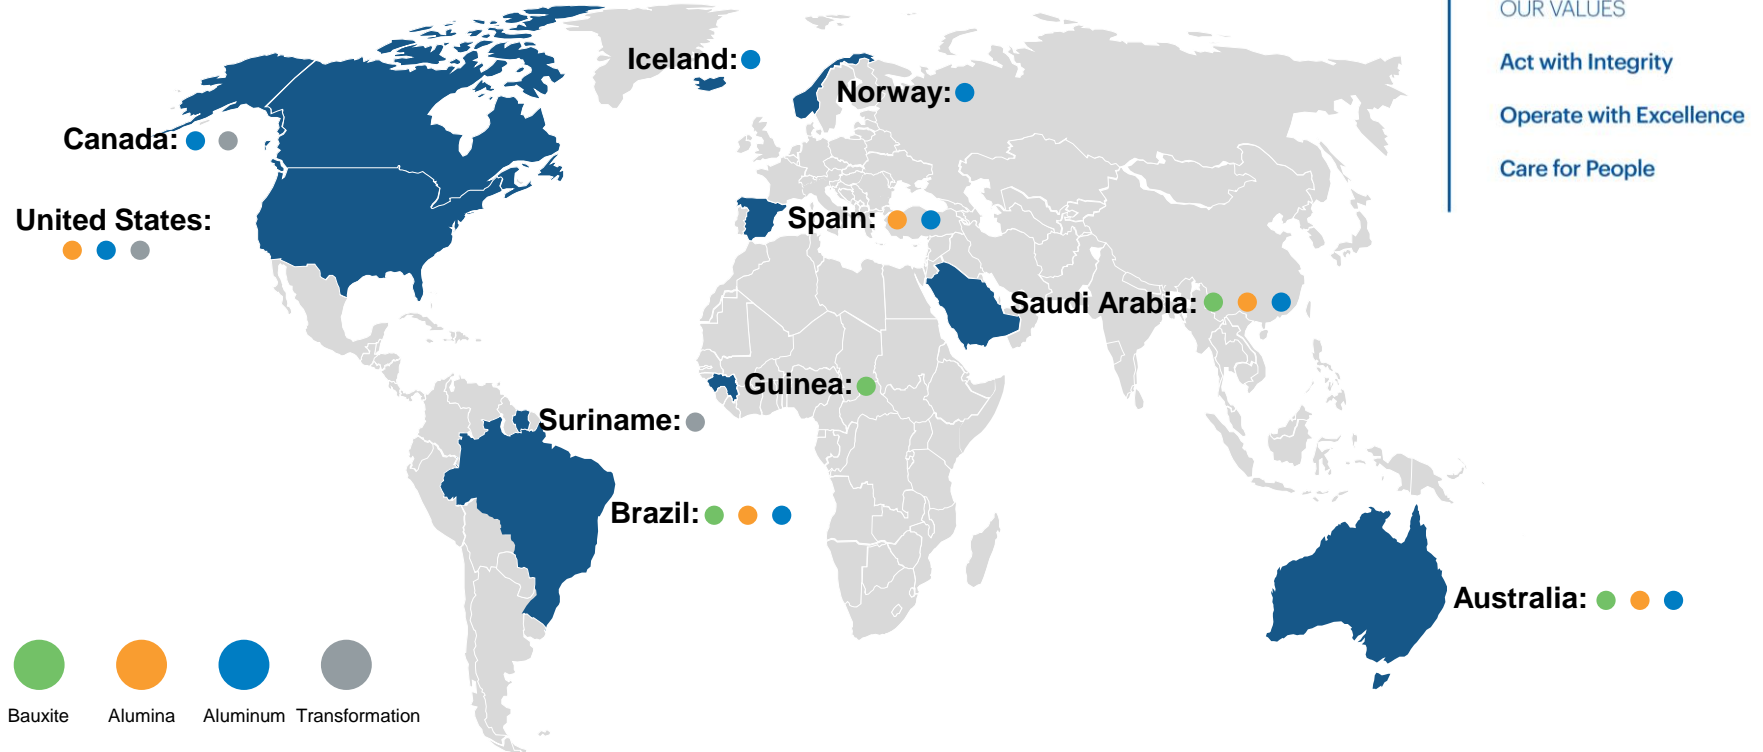 OUR VALUES
Act with Integrity
Operate with Excellence
Care for People
Iceland:
Norway:
Canada:
United States:
Spain:
Saudi Arabia:
Guinea:
Suriname:
Brazil:
Australia:
Bauxite
Alumina
Aluminum
Transformation